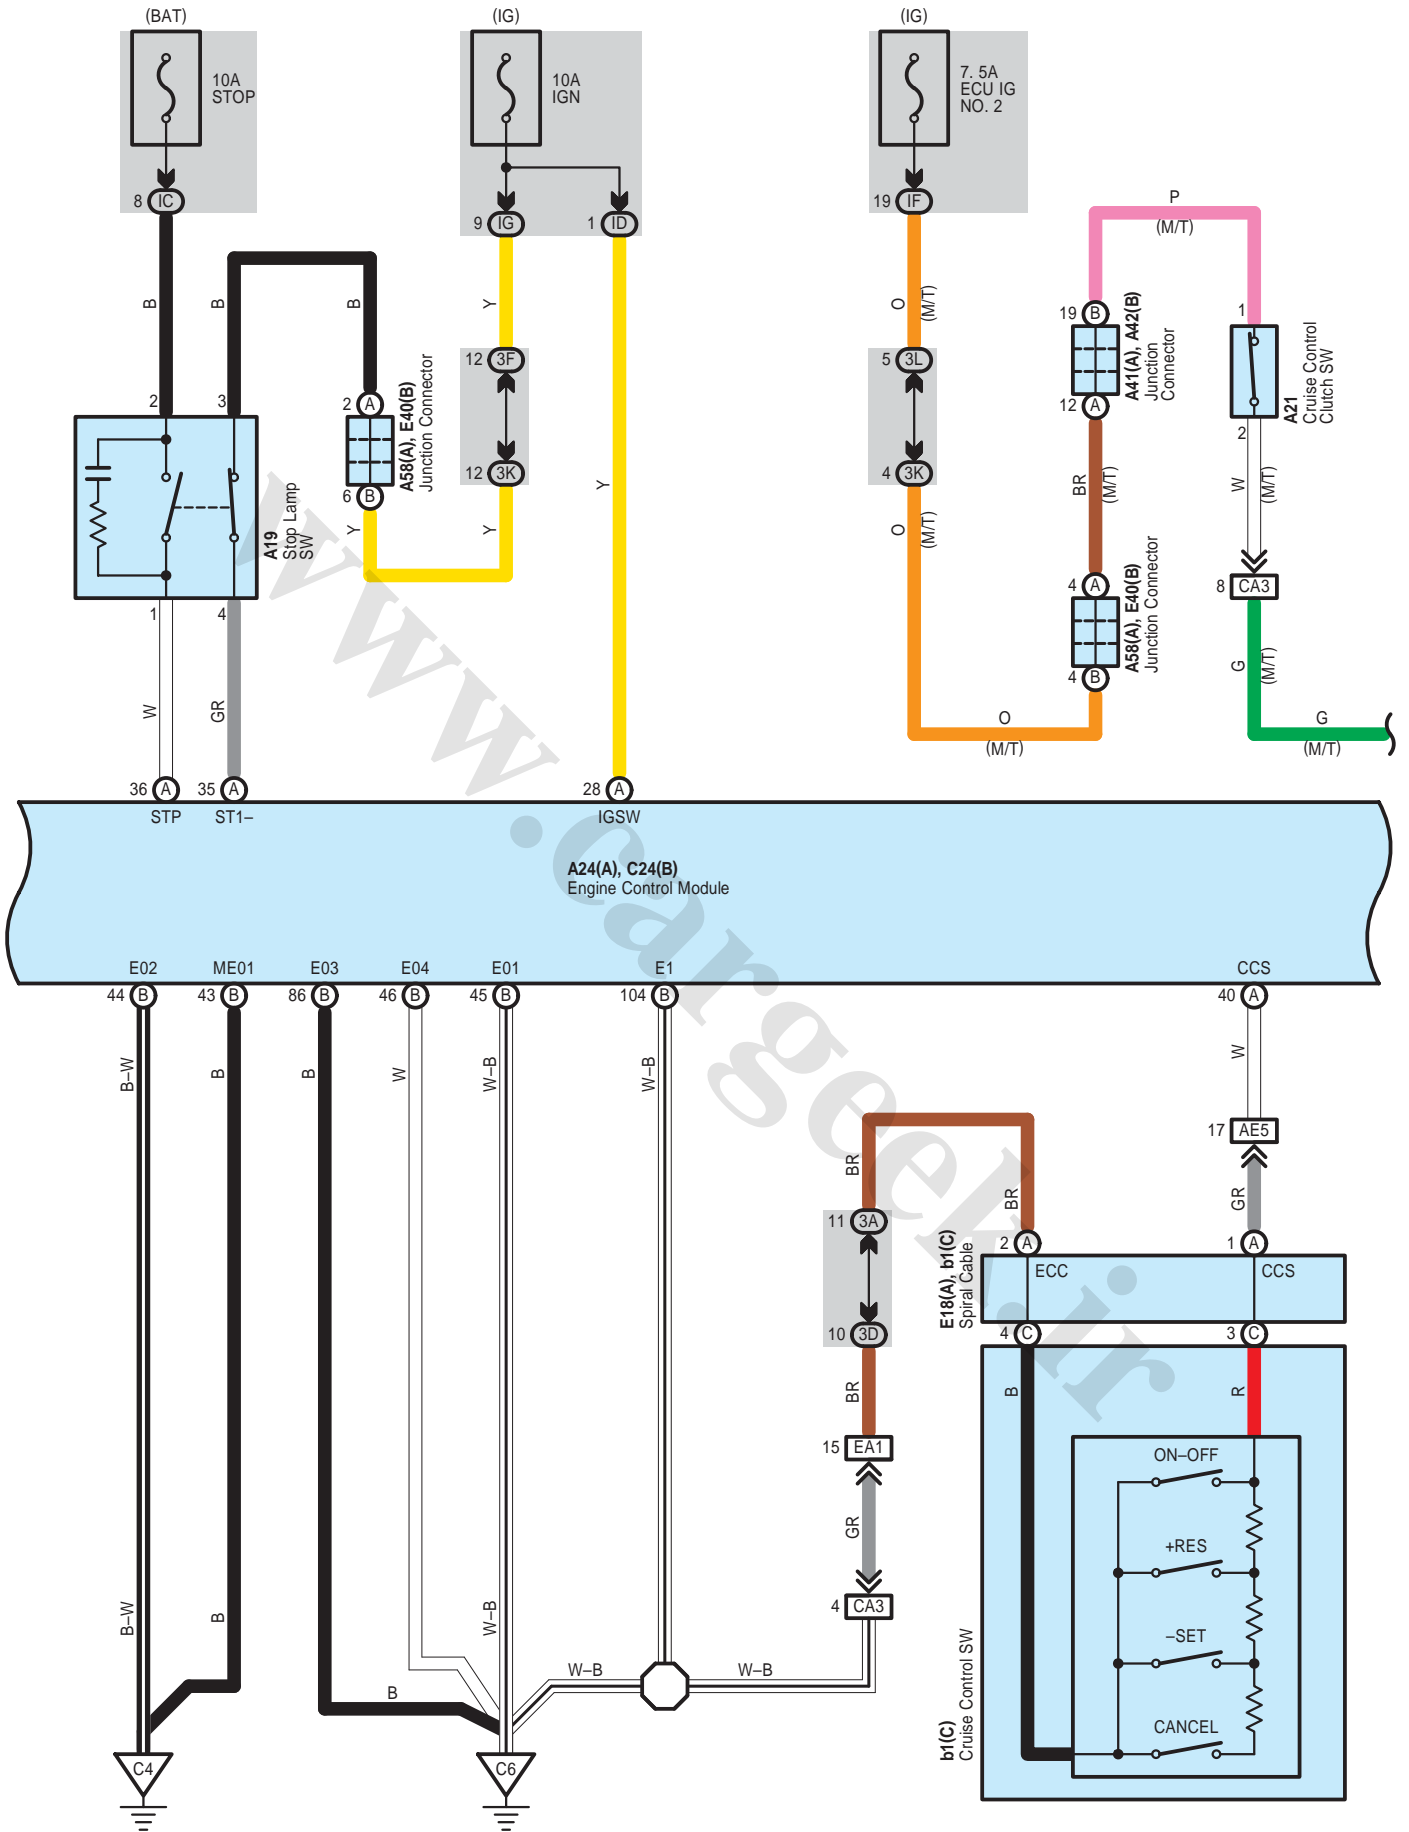 (BAT)
(IG)
(IG)
10A
STOP
10A
IGN
7. 5A
ECU IG
NO. 2
8 IC
9 IG
1 ID
19 IF
P
(M/T)
B
B
B
Y
O
(M/T)
19 B
1
12 3F
5 3L
A41(A), A42(B)
Junction
Connector
A21
Cruise Control
Clutch SW
2
3
2 A
A58(A), E40(B)
Junction Connector
12 A
2
12 3K
4 3K
6 B
Y
BR
(M/T)
W
(M/T)
A19
Stop Lamp
SW
Y
Y
O
(M/T)
4 A
8 CA3
A58(A), E40(B)
Junction Connector
1
4
4 B
G
(M/T)
W
GR
O
(M/T)
G
(M/T)
36 A
35 A
28 A
STP
ST1–
IGSW
A24(A), C24(B)
Engine Control Module
E02
ME01
E03
E04
E01
E1
CCS
44 B
43 B
86 B
46 B
45 B
104 B
40 A
B–W
B
B
W
W–B
W–B
W
17 AE5
BR
BR
GR
11 3A
2 A
1 A
E18(A), b1(C)
Spiral Cable
ECC
CCS
10 3D
4 C
3 C
BR
B
R
15 EA1
ON–OFF
GR
+RES
4 CA3
B–W
B
W–B
–SET
W–B
W–B
B
CANCEL
b1(C)
Cruise Control SW
C4
C6
www.cargeek.ir